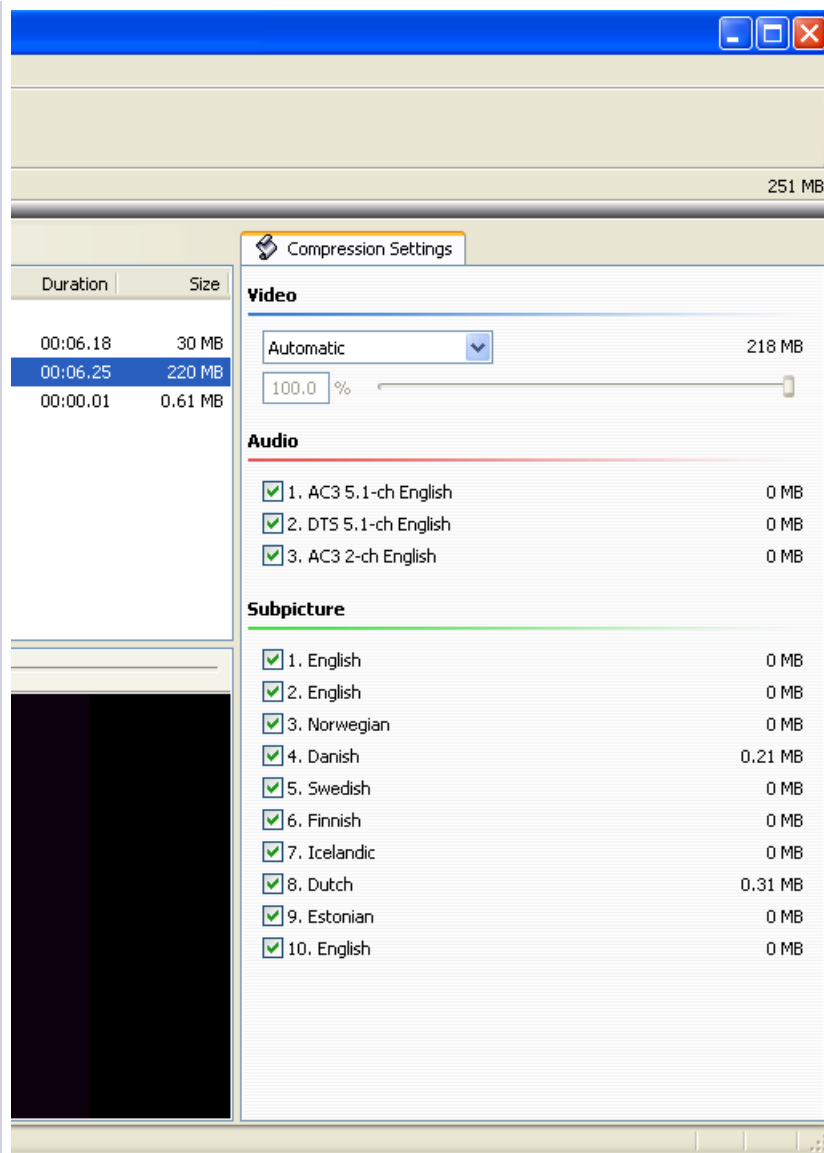 251 MB
Compression Settings
Duration Size
00:06.18 30 MB
00:06.25 220 MB
00:00.01 0.61 MB
Video
Automatic 218 MB
100.0 %
Audio
1. AC3 5.1-ch English 0 MB
2. DTS 5.1-ch English 0 MB
3. AC3 2-ch English 0 MB
Subpicture
1. English 0 MB
2. English 0 MB
3. Norwegian 0 MB
4. Danish 0.21 MB
5. Swedish 0 MB
6. Finnish 0 MB
7. Icelandic 0 MB
8. Dutch 0.31 MB
9. Estonian 0 MB
10. English 0 MB